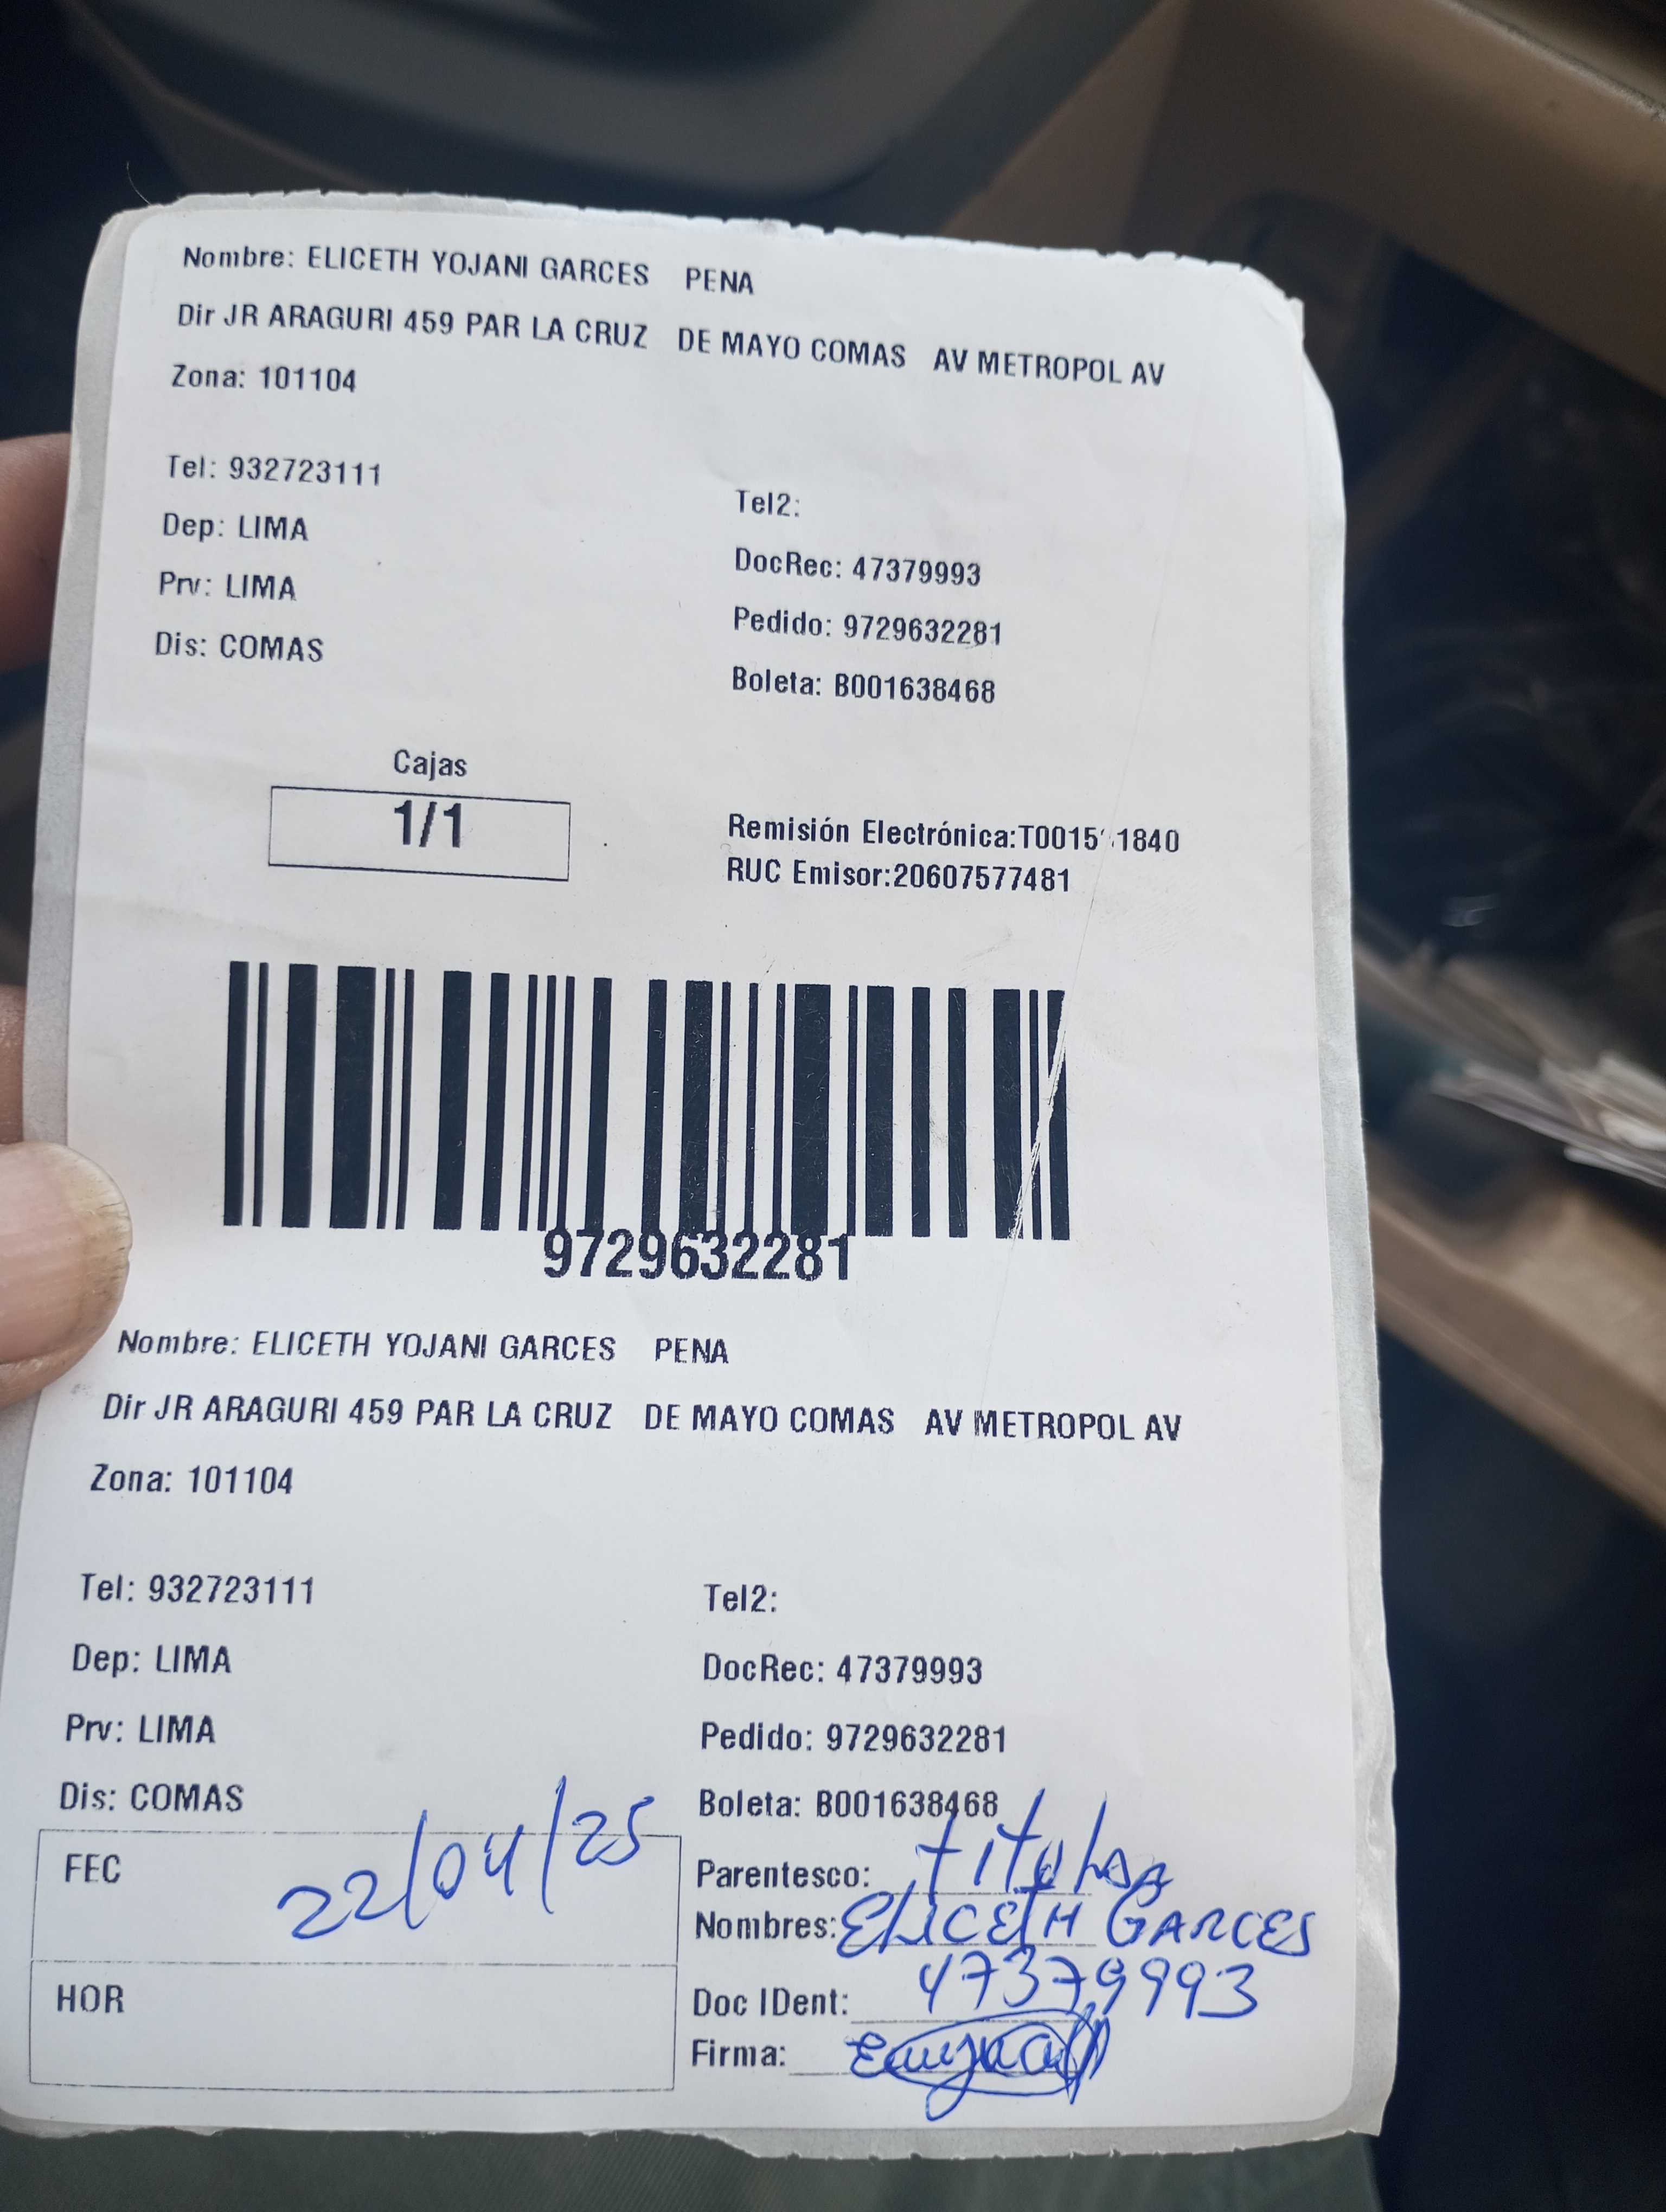 Nombre: ELICETH YOJANI GARCES PENA
Dir JR ARAGURI 459 PAR LA CRUZ DE MAYO COMAS AV METROPOL AV
Zona: 101104
Tel: 932723111
Tel2:
Dep: LIMA
DocRec: 47379993
Prv: LIMA
Pedido: 9729632281
Dis: COMAS
Boleta: B001638468
Cajas
1/1
Remisión Electrónica:
RUC Emisor:20607577481
9729632281
Nombre: ELICETH YOJANI GARCES PENA
Dir JR ARAGURI 459 PAR LA CRUZ DE MAYO COMAS AV METROPOL AV
Zona: 101104
Tel: 932723111
Tel2:
Dep: LIMA
DocRec: 47379993
Prv: LIMA
Pedido: 9729632281
Dis: COMAS
Boleta: B001638468
FEC 22/04/25
Parentesco: titular
Nombres: ELICETH GARCES
HOR
Doc IDent: 47379993
Firma: